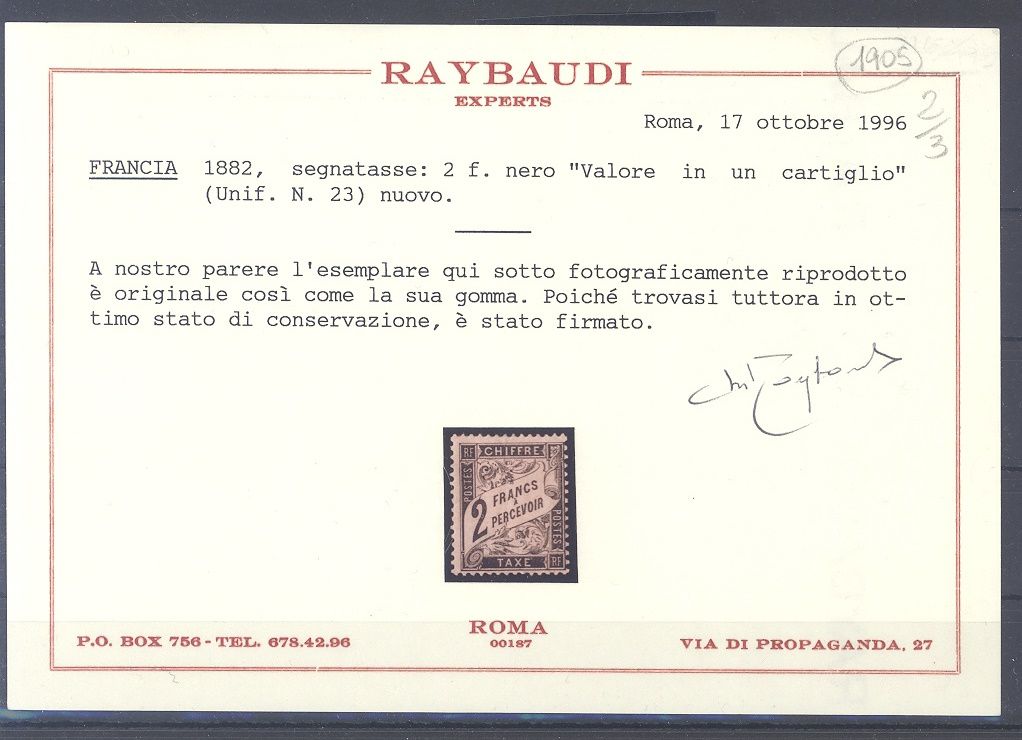 1905
2/3
RAYBAUDI
EXPERTS
Roma, 17 ottobre 1996
FRANCIA 1882, segnatasse: 2 f. nero "Valore in un cartiglio"
(Unif. N. 23) nuovo.
A nostro parere l'esemplare qui sotto fotograficamente riprodotto
è originale così come la sua gomma. Poiché trovasi tuttora in ot-
timo stato di conservazione, è stato firmato.
RF CHIFFRE
POSTES
2 FRANCS
À
PERCEVOIR
POSTES
TAXE RF
ROMA
00187
P.O. BOX 756 - TEL. 678.42.96
VIA DI PROPAGANDA, 27